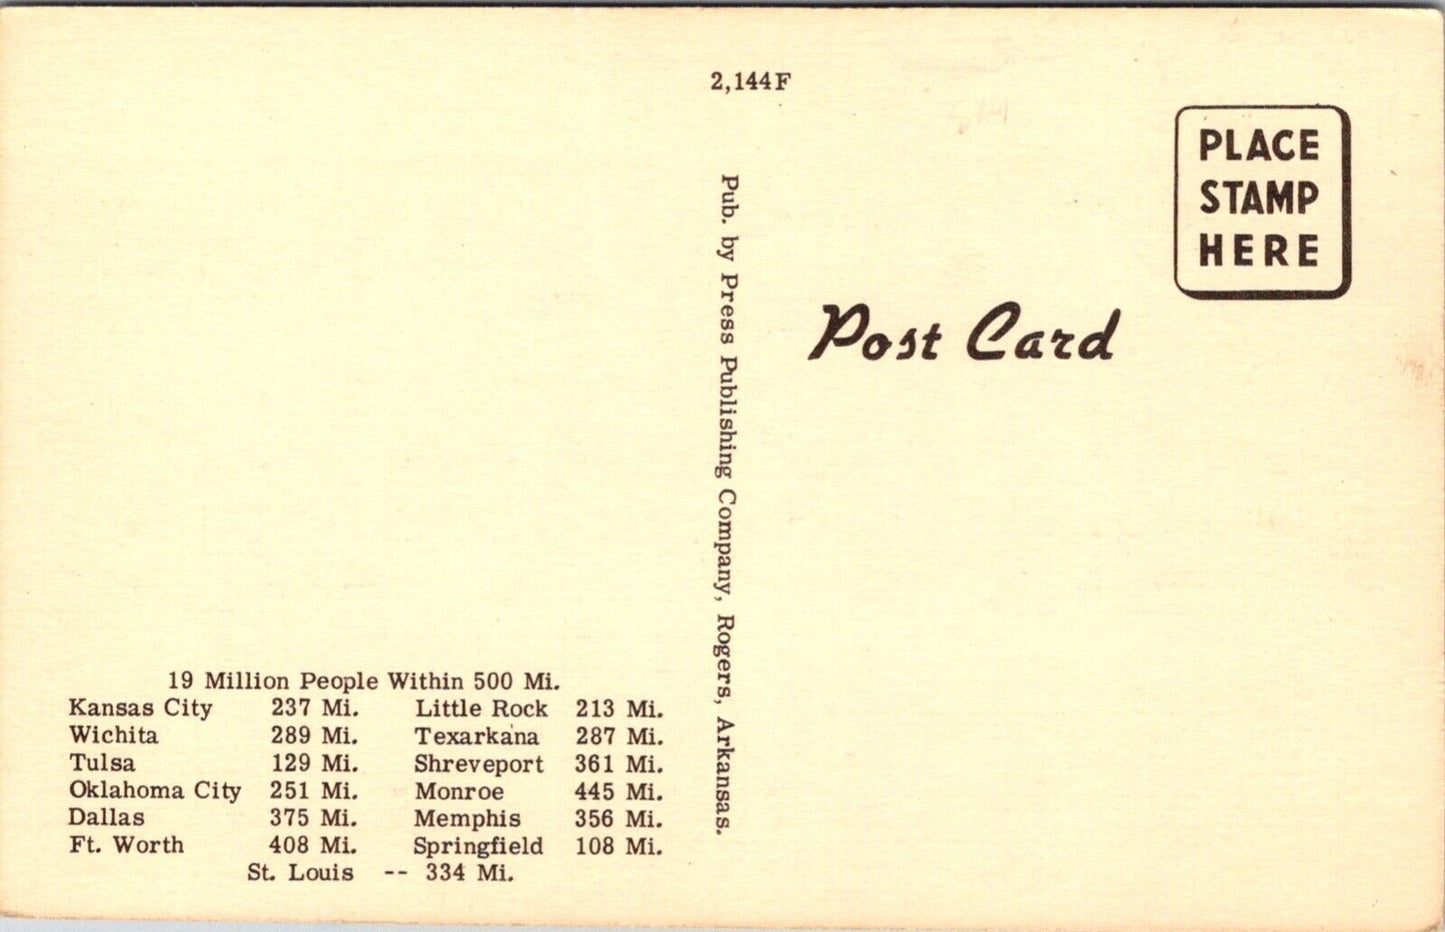 2,144F
PLACE
STAMP
HERE
Post Card
Pub. by Press Publishing Company, Rogers, Arkansas.
19 Million People Within 500 Mi.
Kansas City 237 Mi. Little Rock 213 Mi.
Wichita 289 Mi. Texarkana 287 Mi.
Tulsa 129 Mi. Shreveport 361 Mi.
Oklahoma City 251 Mi. Monroe 445 Mi.
Dallas 375 Mi. Memphis 356 Mi.
Ft. Worth 408 Mi. Springfield 108 Mi.
St. Louis -- 334 Mi.